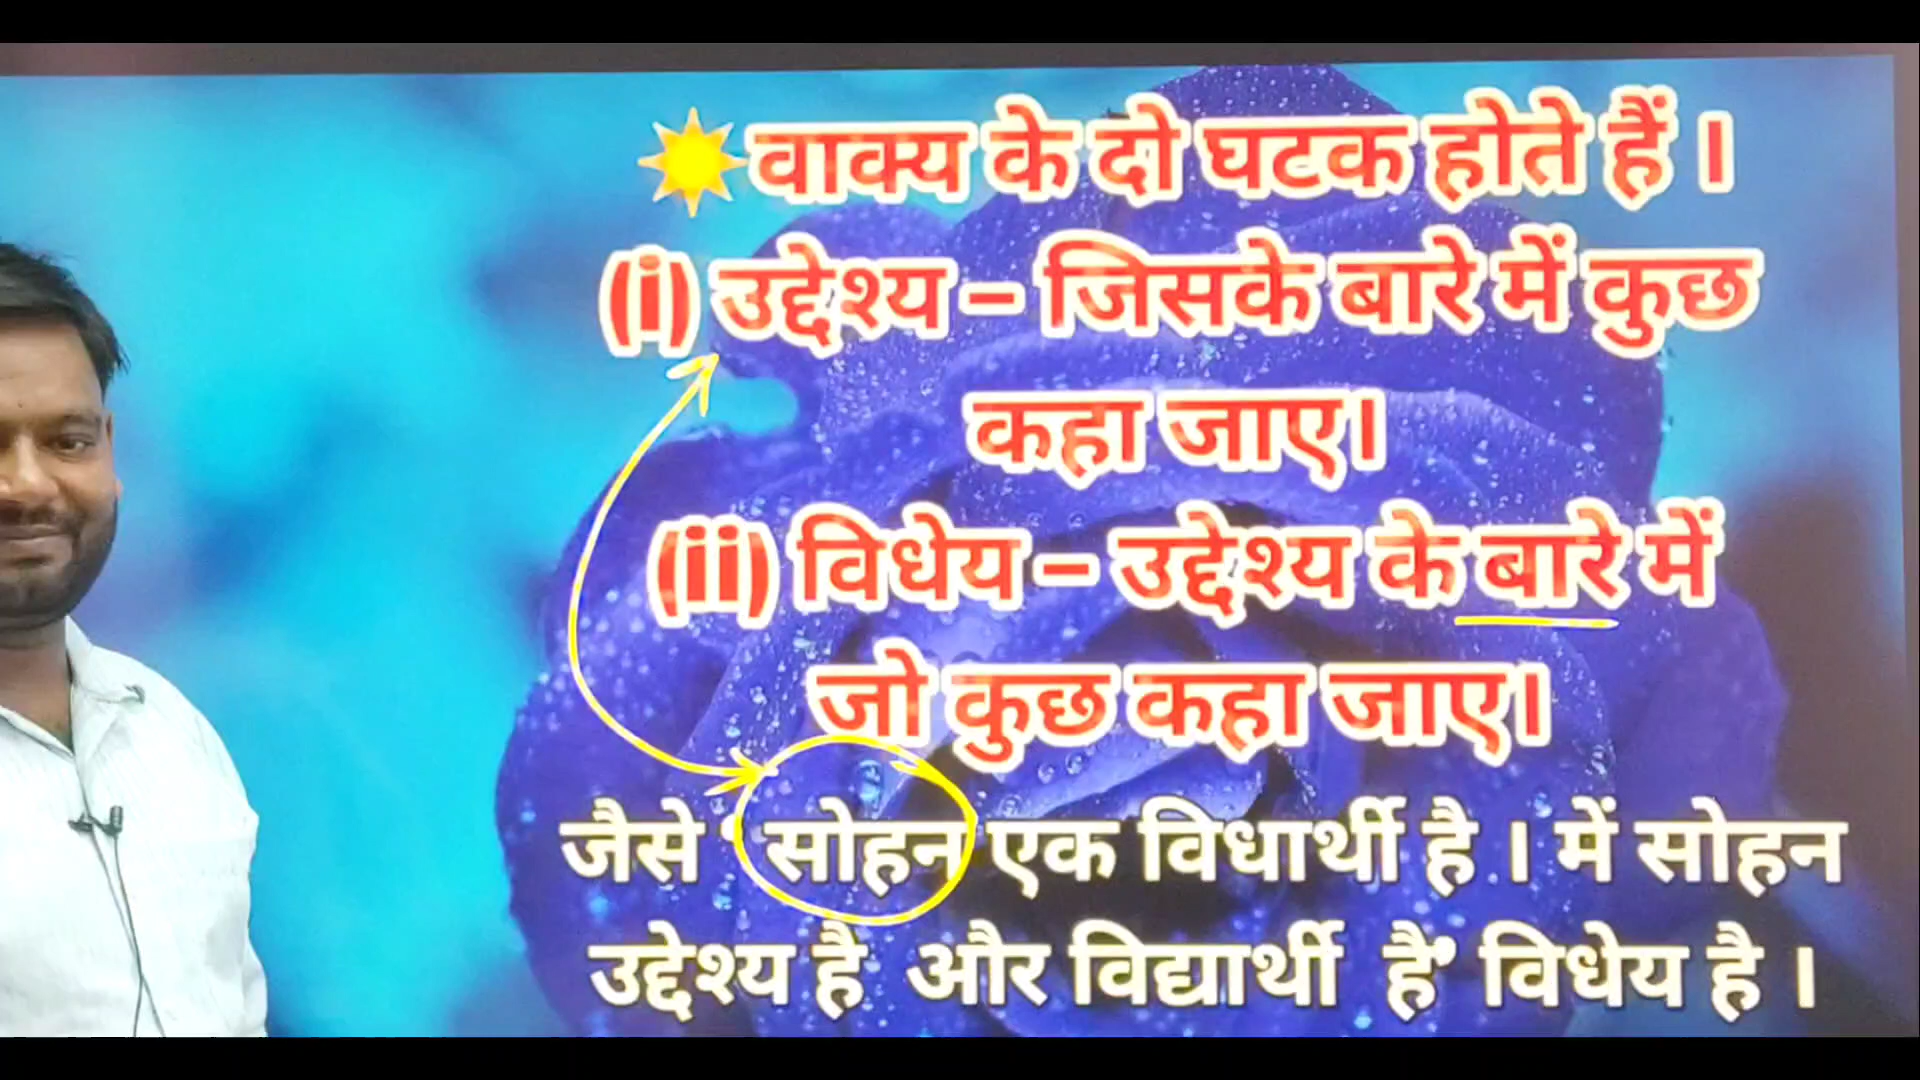 वाक्य के दो घटक होते हैं ।
(i) उद्देश्य – जिसके बारे में कुछ
कहा जाए।
(ii) विधेय – उद्देश्य के बारे में
जो कुछ कहा जाए।
जैसे ‘ सोहन एक विधार्थी है । में सोहन
उद्देश्य है और विद्यार्थी है’ विधेय है ।